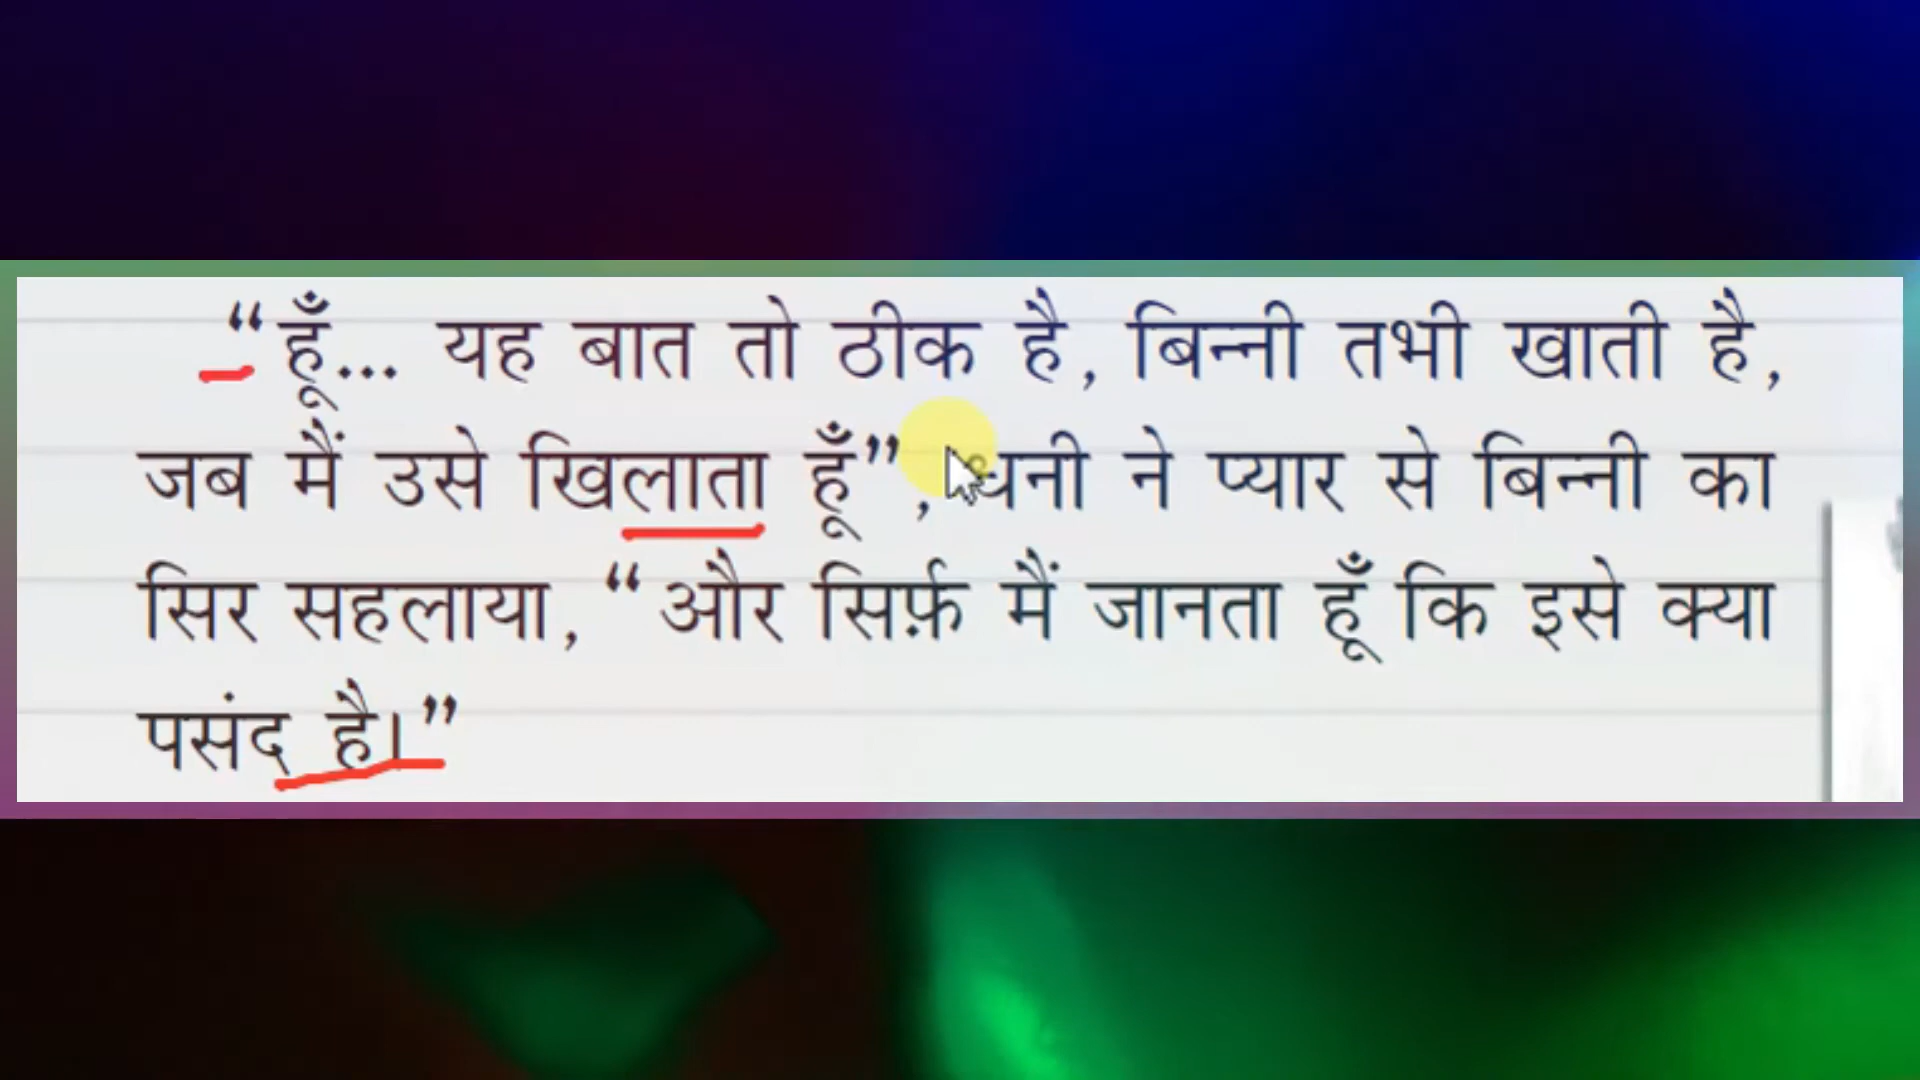 “हूँ... यह बात तो ठीक है, बिन्नी तभी खाती है,
जब मैं उसे खिलाता हूँ”, धनी ने प्यार से बिन्नी का
सिर सहलाया, “और सिर्फ़ मैं जानता हूँ कि इसे क्या
पसंद है।”